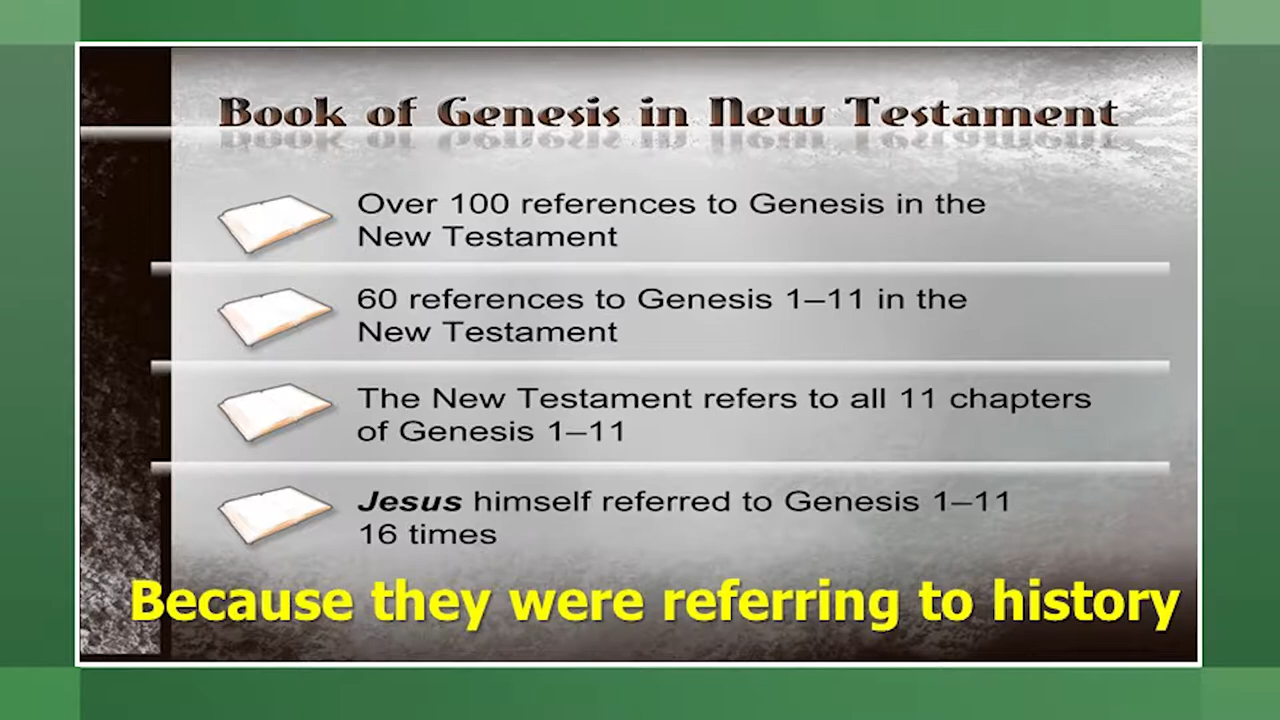 Book of Genesis in New Testament
Over 100 references to Genesis in the
New Testament
60 references to Genesis 1–11 in the
New Testament
The New Testament refers to all 11 chapters
of Genesis 1–11
Jesus himself referred to Genesis 1–11
16 times
Because they were referring to history